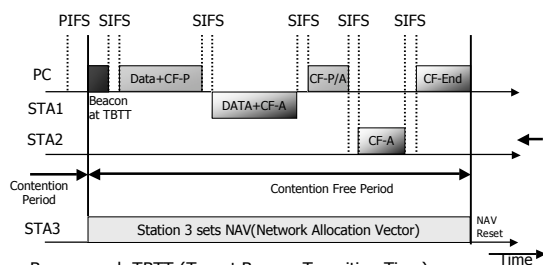 PIFS SIFS SIFS SIFS SIFS SIFS
PC Data+CF-P CF-P/A CF-End
Beacon
at TBTT
STA1 DATA+CF-A
STA2 CF-A
Contention
Period
Contention Free Period
STA3 Station 3 sets NAV(Network Allocation Vector)
NAV
Reset
Time